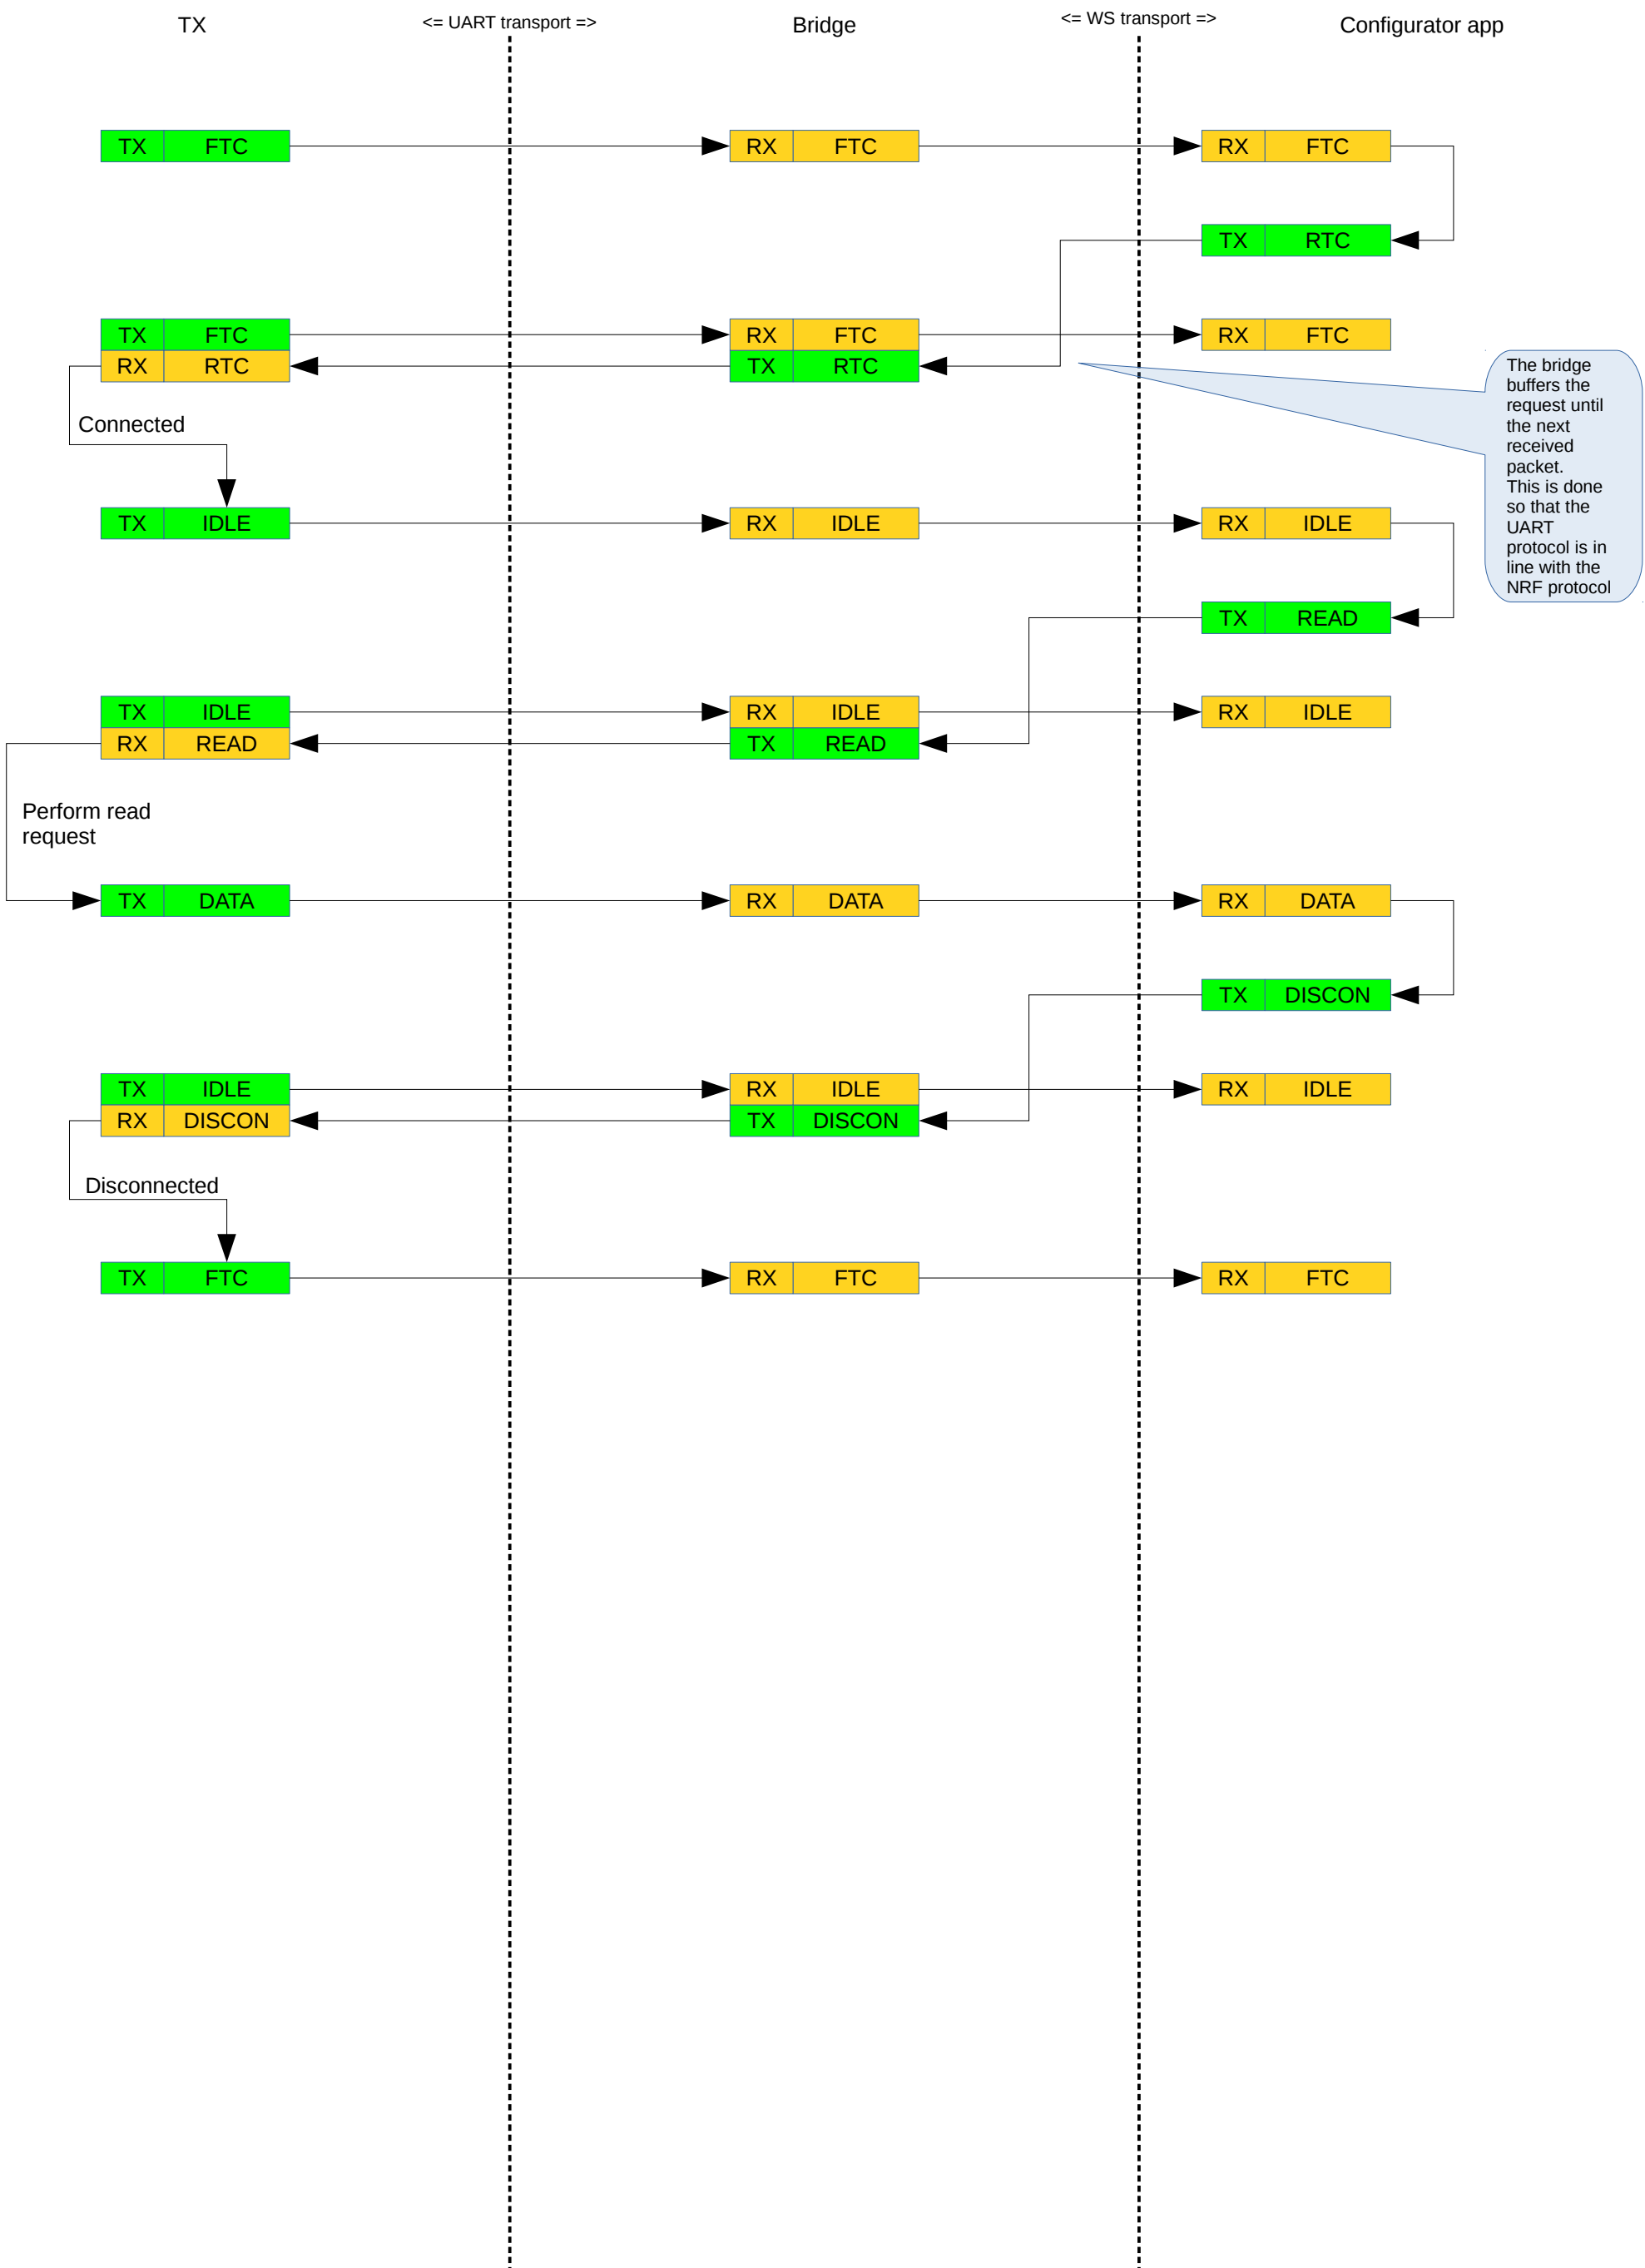 TX
<= UART transport =>
Bridge
<= WS transport =>
Configurator app
TX FTC
RX FTC
RX FTC
TX RTC
TX FTC
RX FTC
RX FTC
RX RTC
TX RTC
The bridge
buffers the
request until
the next
received
packet.
This is done
so that the
UART
protocol is in
line with the
NRF protocol
Connected
TX IDLE
RX IDLE
RX IDLE
TX READ
TX IDLE
RX IDLE
RX IDLE
RX READ
TX READ
Perform read
request
TX DATA
RX DATA
RX DATA
TX DISCON
TX IDLE
RX IDLE
RX IDLE
RX DISCON
TX DISCON
Disconnected
TX FTC
RX FTC
RX FTC